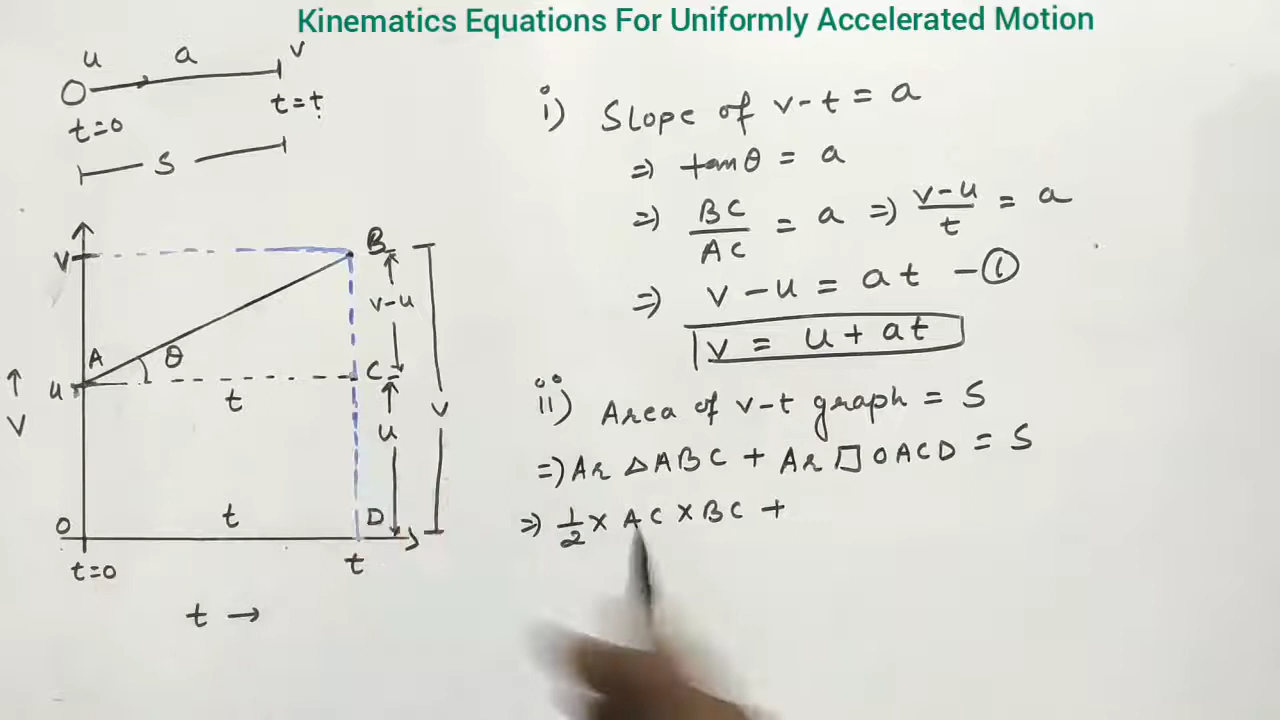 Kinematics Equations For Uniformly Accelerated Motion
u a v
t=0 t=t
S
v B
v-u
A θ C
u t
↑
v
u
v
O t D
t=0 t
t →
i) Slope of v-t = a
⇒ tanθ = a
⇒ BC/AC = a ⇒ v-u/t = a
⇒ v-u = at -①
v = u + at
ii) Area of v-t graph = S
⇒ Ar △ABC + Ar □ OACD = S
⇒ 1/2 × AC × BC +